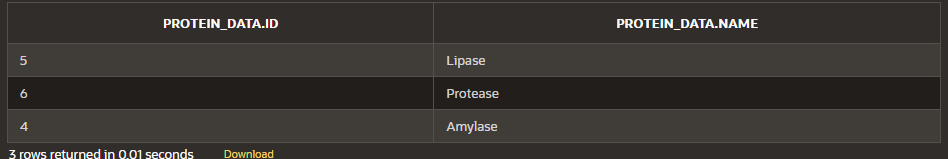 PROTEIN_DATA.ID PROTEIN_DATA.NAME
5 Lipase
6 Protease
4 Amylase
3 rows returned in 0.01 seconds Download